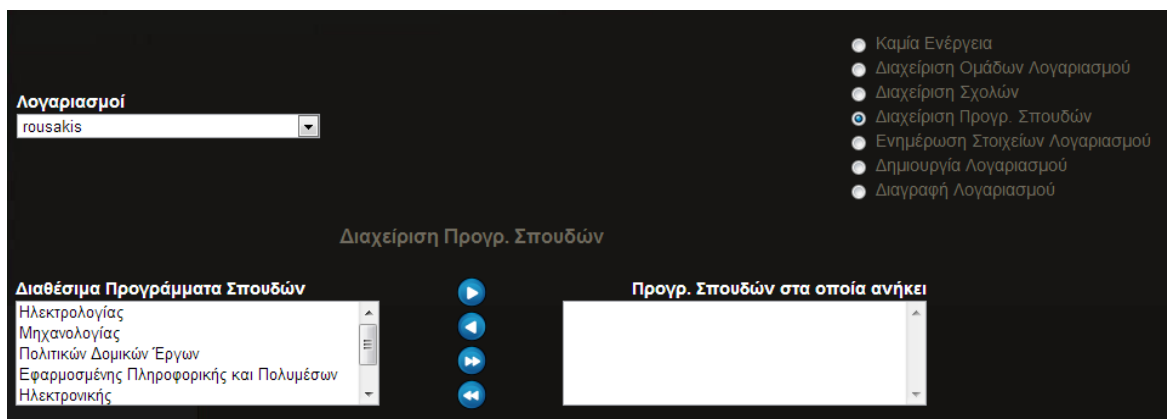 Καμία Ενέργεια
Διαχείριση Ομάδων Λογαριασμού
Διαχείριση Σχολών
Διαχείριση Προγρ. Σπουδών
Ενημέρωση Στοιχείων Λογαριασμού
Δημιουργία Λογαριασμού
Διαγραφή Λογαριασμού
Λογαριασμοί
rousakis
Διαχείριση Προγρ. Σπουδών
Διαθέσιμα Προγράμματα Σπουδών
Ηλεκτρολογίας
Μηχανολογίας
Πολιτικών Δομικών Έργων
Εφαρμοσμένης Πληροφορικής και Πολυμέσων
Ηλεκτρονικής
Προγρ. Σπουδών στα οποία ανήκει